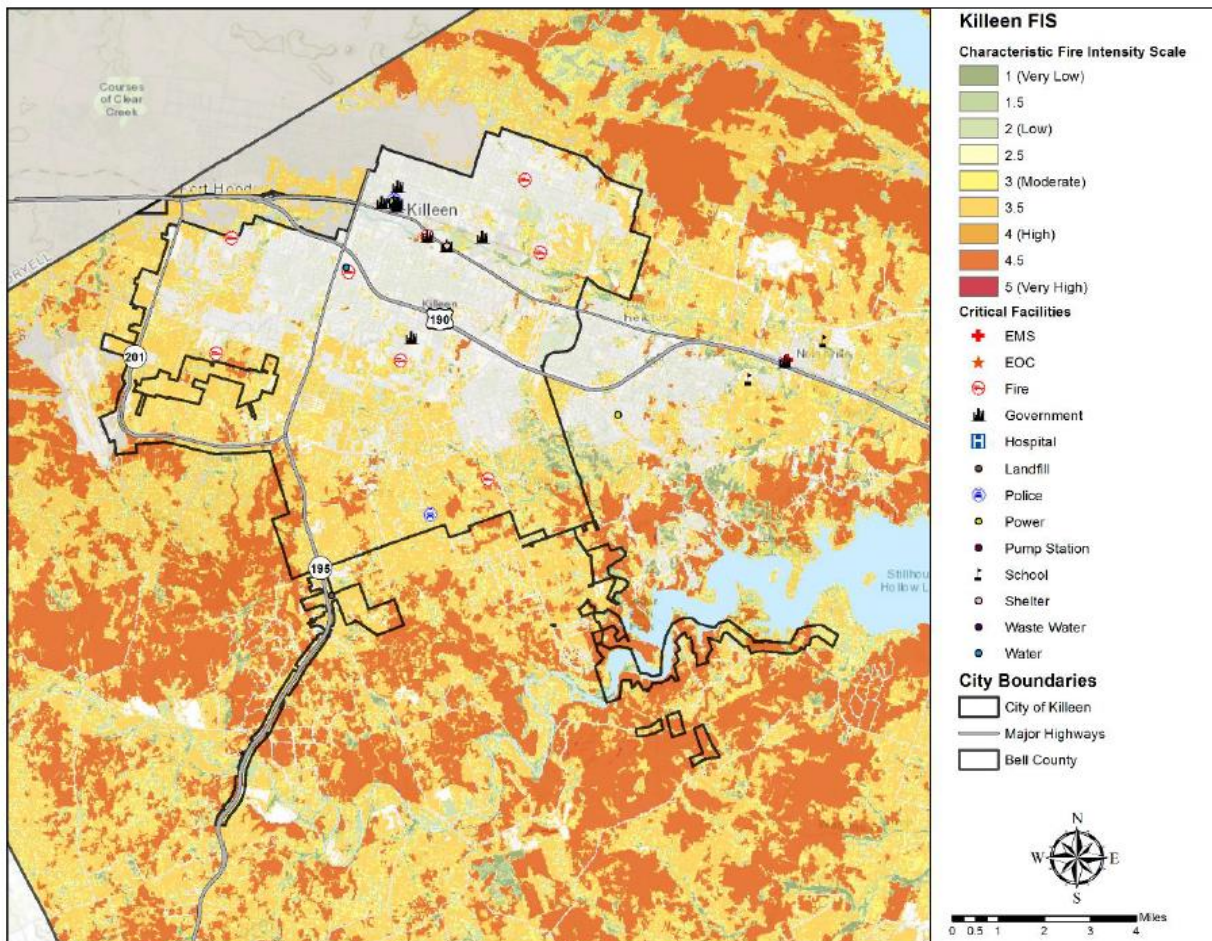 Courses
of Clear
Creek
Fort Hood
Killeen
Killeen
190
201
195
Killeen FIS
Characteristic Fire Intensity Scale
1 (Very Low)
1.5
2 (Low)
2.5
3 (Moderate)
3.5
4 (High)
4.5
5 (Very High)
Critical Facilities
EMS
EOC
Fire
Government
Hospital
Landfill
Police
Power
Pump Station
School
Shelter
Waste Water
Water
City Boundaries
City of Killeen
Major Highways
Bell County
N
W
E
S
Miles
0 0.5 1 2 3 4